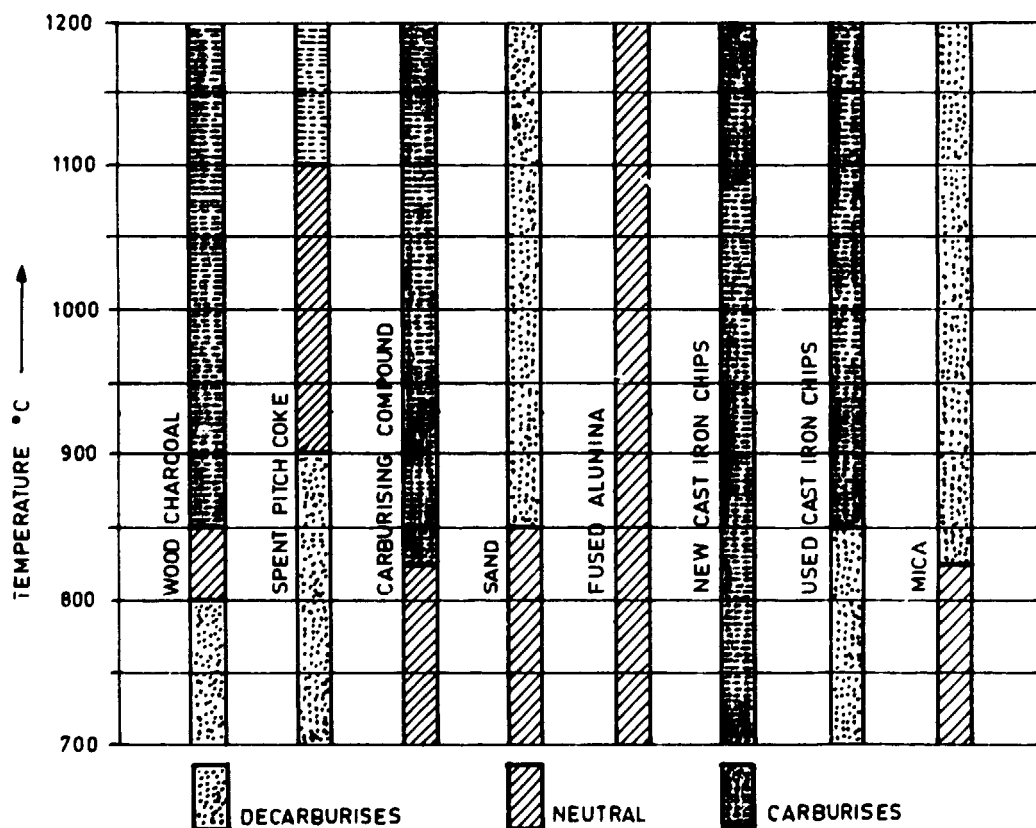 1200
1100
1000
900
800
700
TEMPERATURE °C
WOOD CHARCOAL
SPENT PITCH COKE
CARBURISING COMPOUND
SAND
FUSED ALUNINA
NEW CAST IRON CHIPS
USED CAST IRON CHIPS
MICA
DECARBURISES
NEUTRAL
CARBURISES